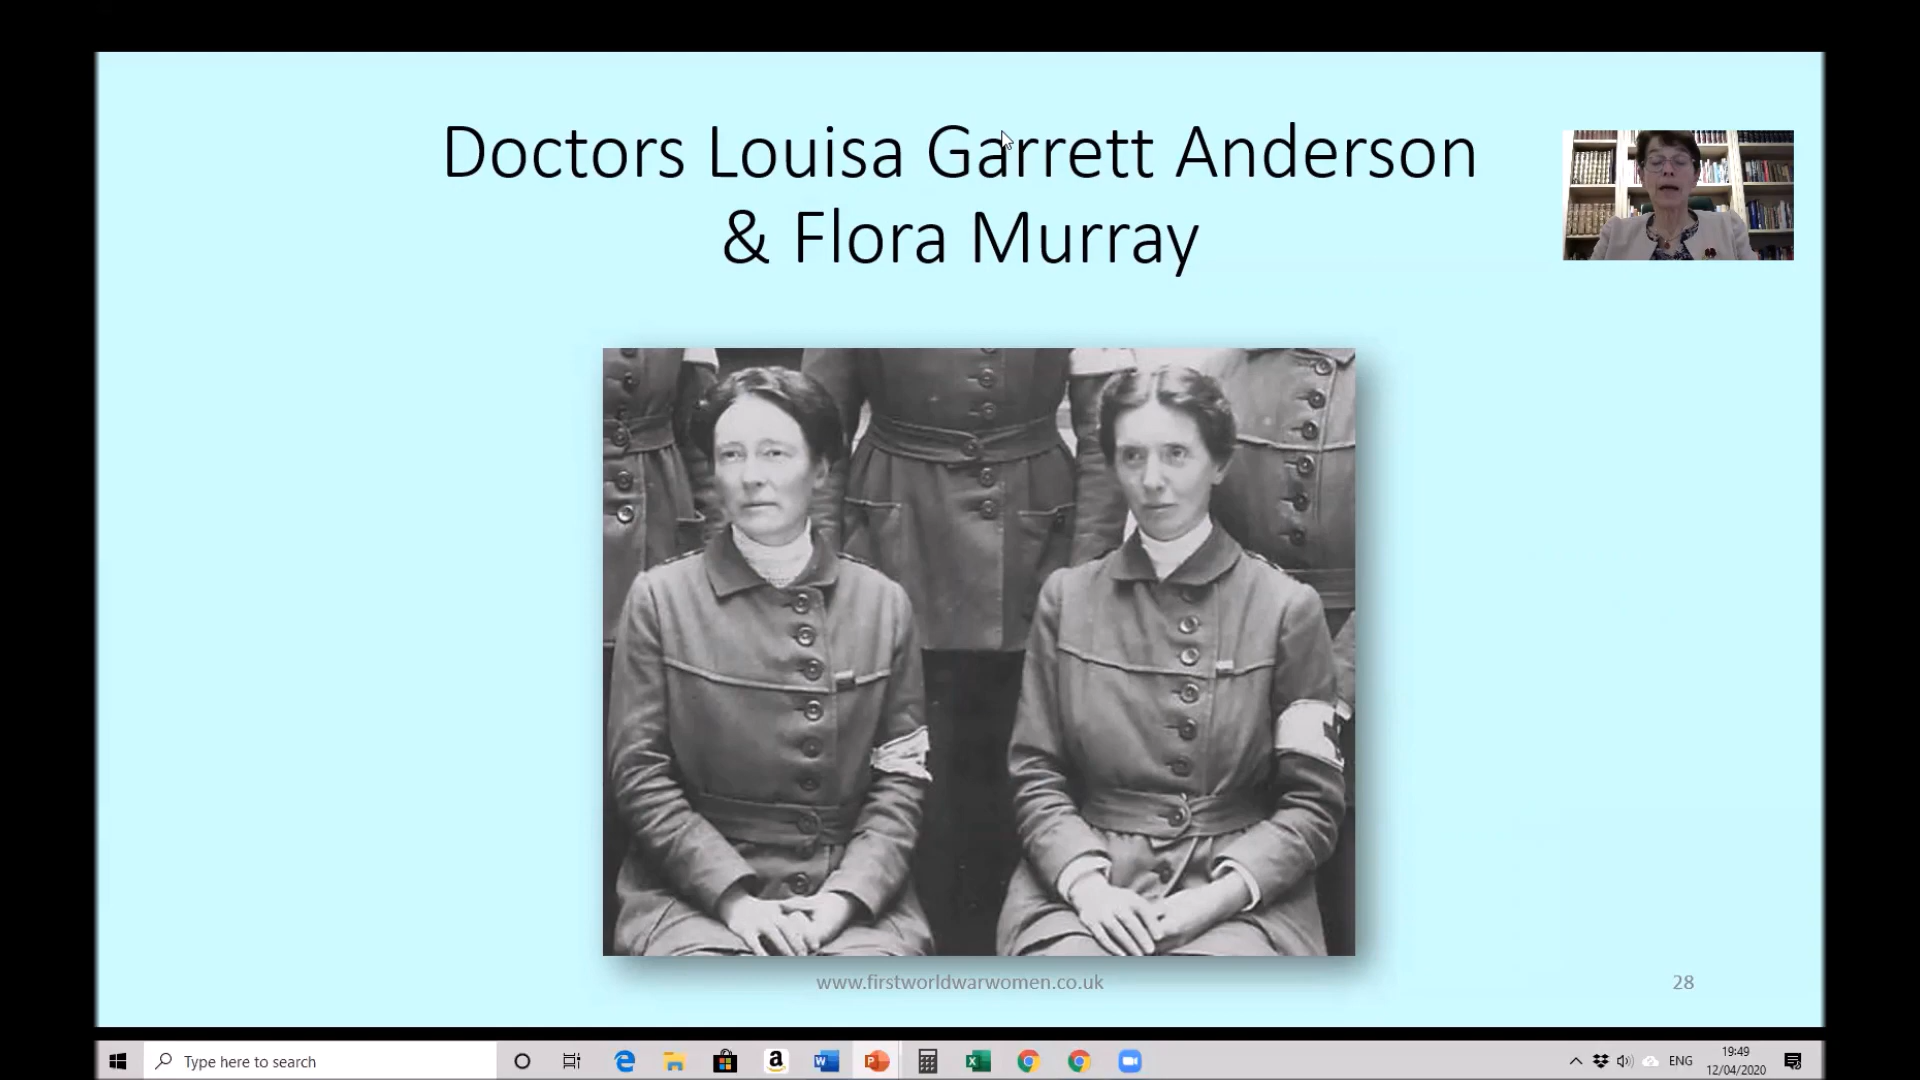 Doctors Louisa Garrett Anderson
& Flora Murray
www.firstworldwarwomen.co.uk
28
Type here to search
ENG
19:49
12/04/2020